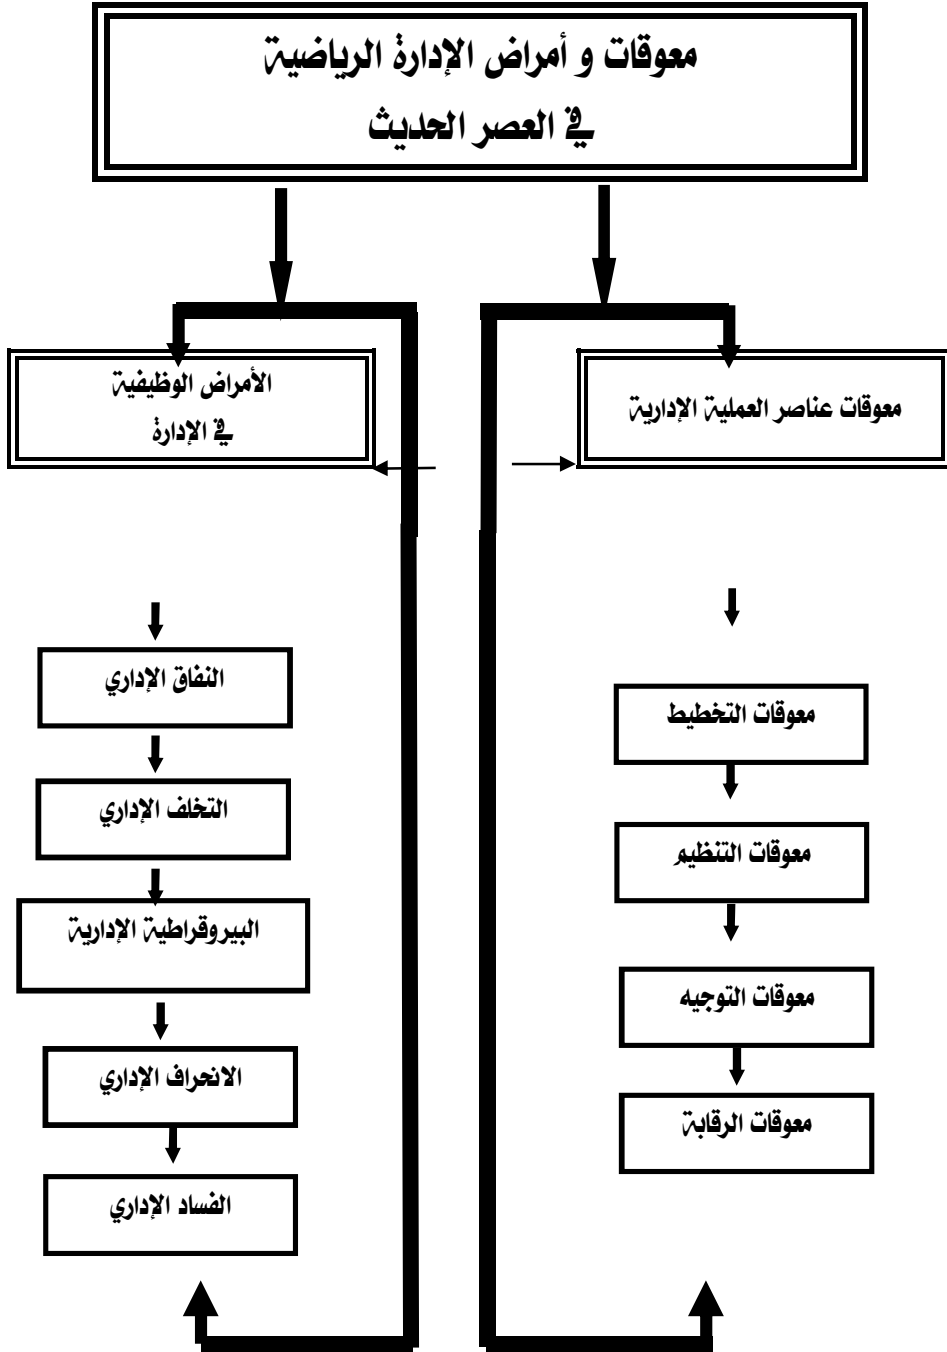 معوقات و أمراض الإدارة الرياضية
في العصر الحديث
معوقات عناصر العملية الإدارية
الأمراض الوظيفية
في الإدارة
معوقات التخطيط
معوقات التنظيم
معوقات التوجيه
معوقات الرقابة
النفاق الإداري
التخلف الإداري
البيروقراطية الإدارية
الانحراف الإداري
الفساد الإداري